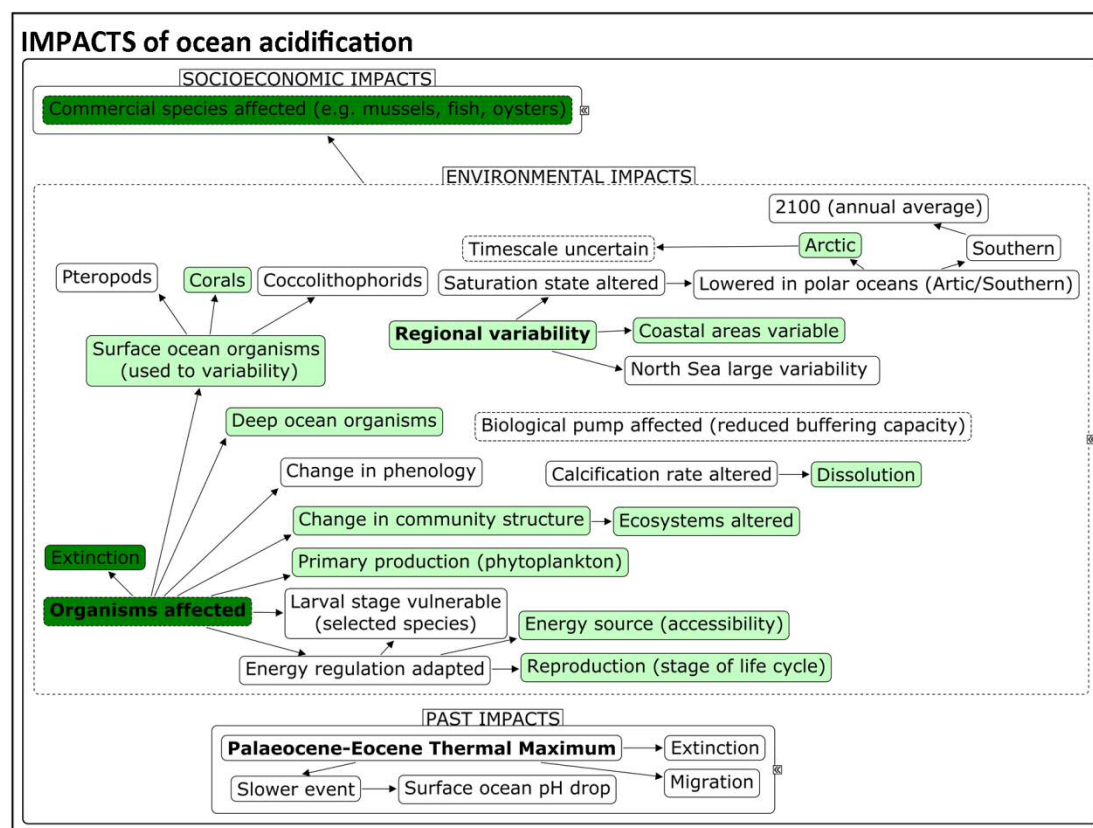 IMPACTS of ocean acidification
SOCIOECONOMIC IMPACTS
Commercial species affected (e.g. mussels, fish, oysters)
ENVIRONMENTAL IMPACTS
2100 (annual average)
Timescale uncertain
Arctic
Southern
Pteropods
Corals
Coccolithophorids
Saturation state altered
Lowered in polar oceans (Artic/Southern)
Regional variability
Coastal areas variable
Surface ocean organisms
(used to variability)
North Sea large variability
Deep ocean organisms
Biological pump affected (reduced buffering capacity)
Change in phenology
Calcification rate altered
Dissolution
Change in community structure
Ecosystems altered
Extinction
Primary production (phytoplankton)
Organisms affected
Larval stage vulnerable
(selected species)
Energy source (accessibility)
Energy regulation adapted
Reproduction (stage of life cycle)
PAST IMPACTS
Palaeocene-Eocene Thermal Maximum
Extinction
Slower event
Surface ocean pH drop
Migration